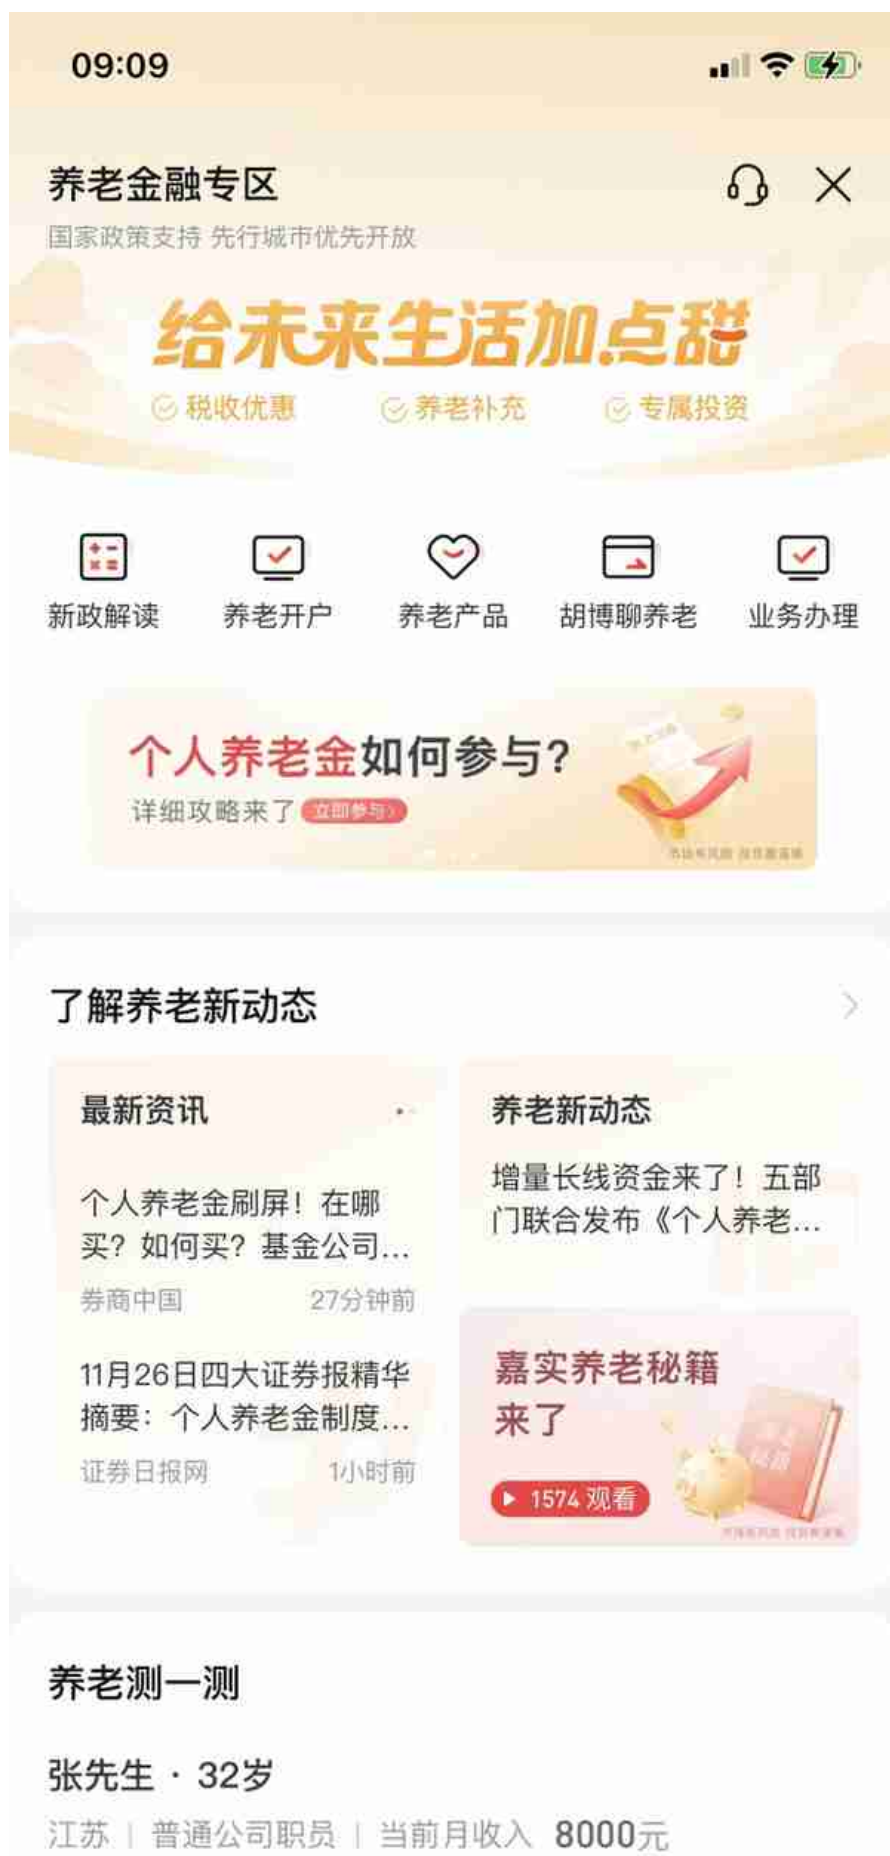 09:09
养老金融专区
国家政策支持 先行城市优先开放
给未来生活加点甜
税收优惠 养老补充 专属投资
新政解读 养老开户 养老产品 胡博聊养老 业务办理
个人养老金如何参与?
详细攻略来了 立即参与>
了解养老新动态
最新资讯
个人养老金刷屏！在哪
买？如何买？基金公司...
券商中国 27分钟前
11月26日四大证券报精华
摘要：个人养老金制度...
证券日报网 1小时前
养老新动态
增量长线资金来了！五部
门联合发布《个人养老...
嘉实养老秘籍
来了
1574 观看
养老测一测
张先生 · 32岁
江苏 | 普通公司职员 | 当前月收入 8000元